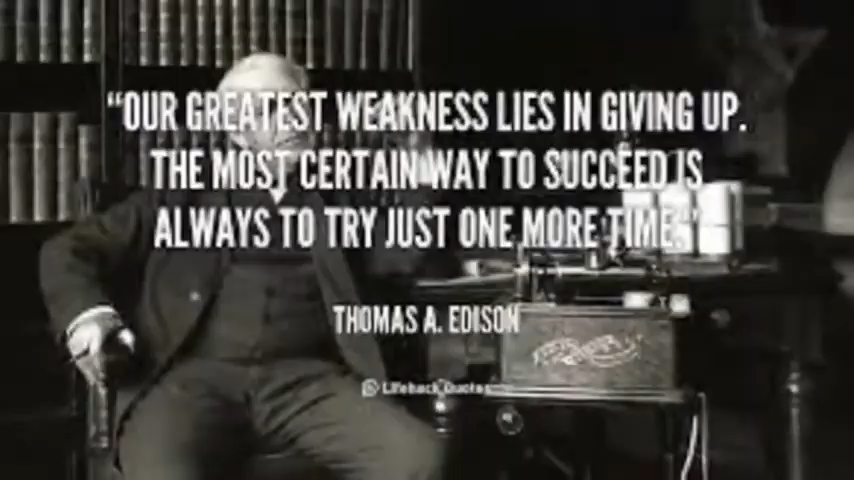 “OUR GREATEST WEAKNESS LIES IN GIVING UP.
THE MOST CERTAIN WAY TO SUCCEED IS
ALWAYS TO TRY JUST ONE MORE TIME.”
THOMAS A. EDISON
Lifehack Quotes